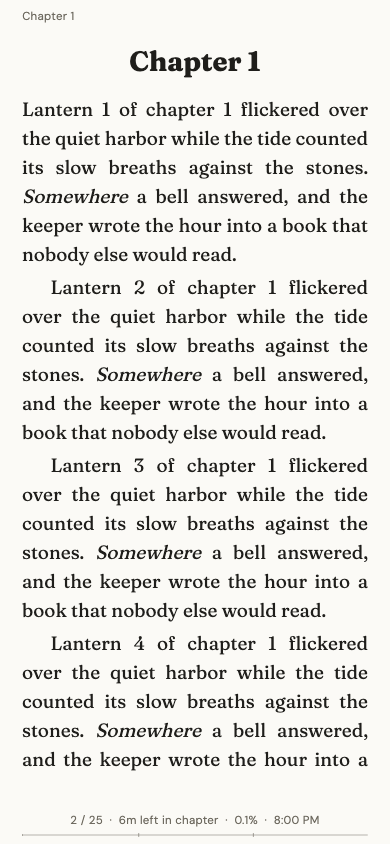 Chapter 1
Chapter 1
Lantern 1 of chapter 1 flickered over
the quiet harbor while the tide counted
its slow breaths against the stones.
Somewhere a bell answered, and the
keeper wrote the hour into a book that
nobody else would read.
Lantern 2 of chapter 1 flickered
over the quiet harbor while the tide
counted its slow breaths against the
stones. Somewhere a bell answered,
and the keeper wrote the hour into a
book that nobody else would read.
Lantern 3 of chapter 1 flickered
over the quiet harbor while the tide
counted its slow breaths against the
stones. Somewhere a bell answered,
and the keeper wrote the hour into a
book that nobody else would read.
Lantern 4 of chapter 1 flickered
over the quiet harbor while the tide
counted its slow breaths against the
stones. Somewhere a bell answered,
and the keeper wrote the hour into a
2 / 25 · 6m left in chapter · 0.1% · 8:00 PM